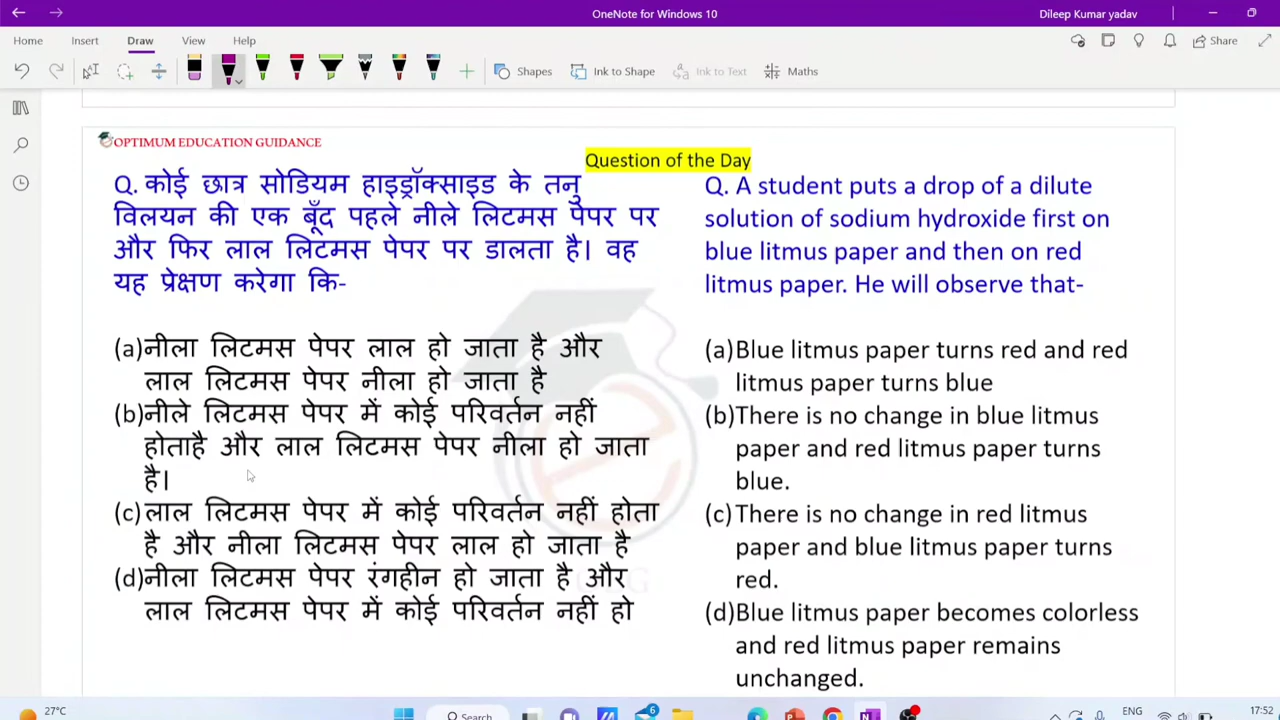 OneNote for Windows 10
Dileep Kumar yadav
Home
Insert
Draw
View
Help
Share
Shapes
Ink to Shape
Ink to Text
Maths
OPTIMUM EDUCATION GUIDANCE
Question of the Day
Q. कोई छात्र सोडियम हाइड्रॉक्साइड के तनु
विलयन की एक बूँद पहले नीले लिटमस पेपर पर
और फिर लाल लिटमस पेपर पर डालता है। वह
यह प्रेक्षण करेगा कि-
(a)नीला लिटमस पेपर लाल हो जाता है और
लाल लिटमस पेपर नीला हो जाता है
(b)नीले लिटमस पेपर में कोई परिवर्तन नहीं
होताहै और लाल लिटमस पेपर नीला हो जाता
है।
(c)लाल लिटमस पेपर में कोई परिवर्तन नहीं होता
है और नीला लिटमस पेपर लाल हो जाता है
(d)नीला लिटमस पेपर रंगहीन हो जाता है और
लाल लिटमस पेपर में कोई परिवर्तन नहीं हो
Q. A student puts a drop of a dilute
solution of sodium hydroxide first on
blue litmus paper and then on red
litmus paper. He will observe that-
(a)Blue litmus paper turns red and red
litmus paper turns blue
(b)There is no change in blue litmus
paper and red litmus paper turns
blue.
(c)There is no change in red litmus
paper and blue litmus paper turns
red.
(d)Blue litmus paper becomes colorless
and red litmus paper remains
unchanged.
27°C
Search
6
ENG
17:52